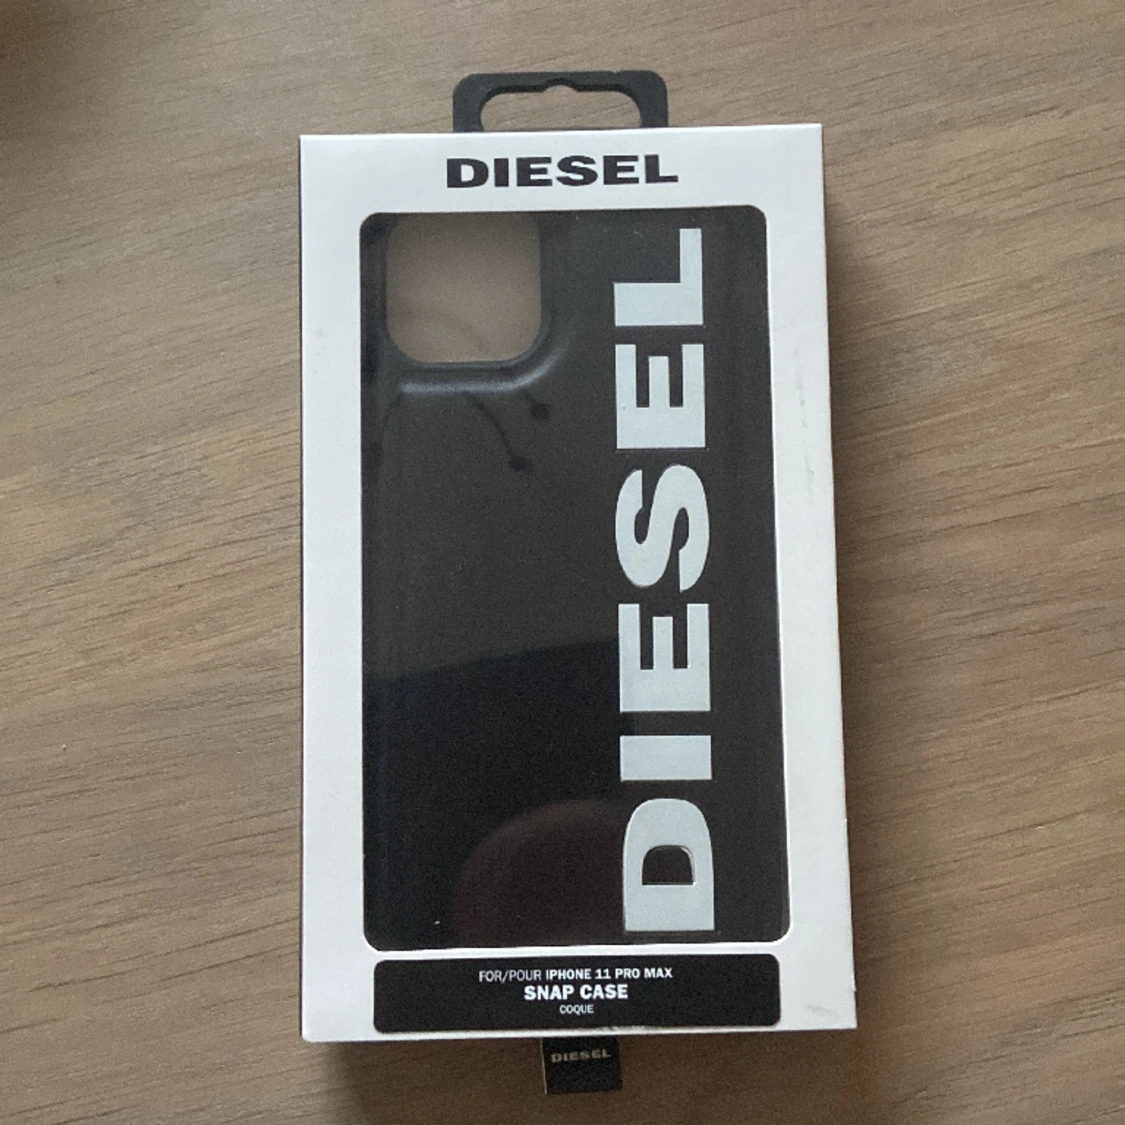 DIESEL
DIESEL
FOR/POUR IPHONE 11 PRO MAX
SNAP CASE
COQUE
DIESEL